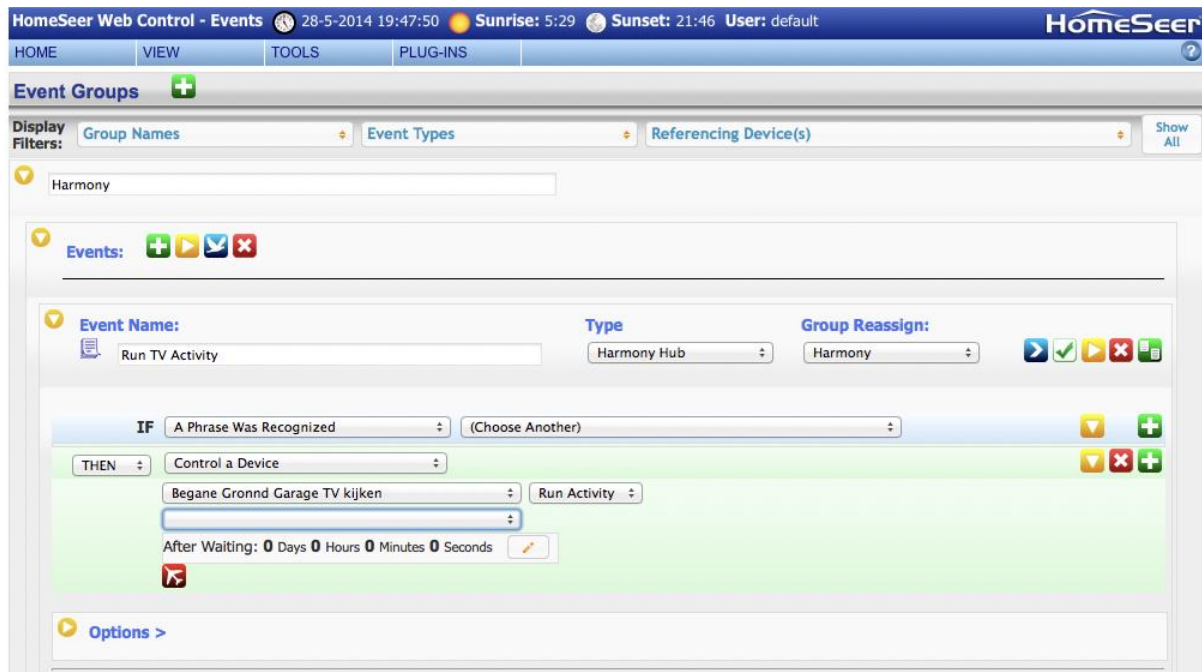 HomeSeer Web Control - Events 28-5-2014 19:47:50 Sunrise: 5:29 Sunset: 21:46 User: default HomeSeer
HOME VIEW TOOLS PLUG-INS ?
Event Groups
Display Filters: Group Names Event Types Referencing Device(s) Show All
Harmony
Events:
Event Name: Type Group Reassign:
Run TV Activity Harmony Hub Harmony
IF A Phrase Was Recognized (Choose Another)
THEN Control a Device
Begane Gronnd Garage TV kijken Run Activity
After Waiting: 0 Days 0 Hours 0 Minutes 0 Seconds
Options >